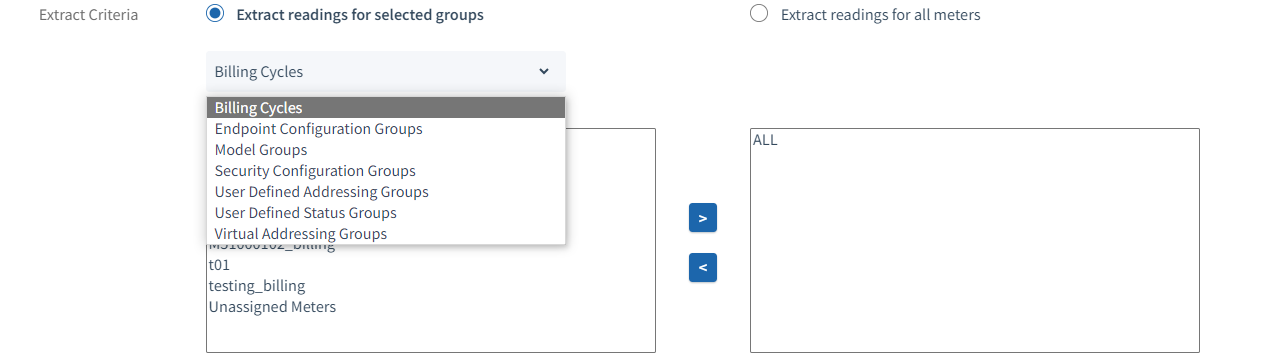 Extract Criteria
Extract readings for selected groups
Extract readings for all meters
Billing Cycles
Billing Cycles
Endpoint Configuration Groups
Model Groups
Security Configuration Groups
User Defined Addressing Groups
User Defined Status Groups
Virtual Addressing Groups
t01
testing_billing
Unassigned Meters
>
<
ALL